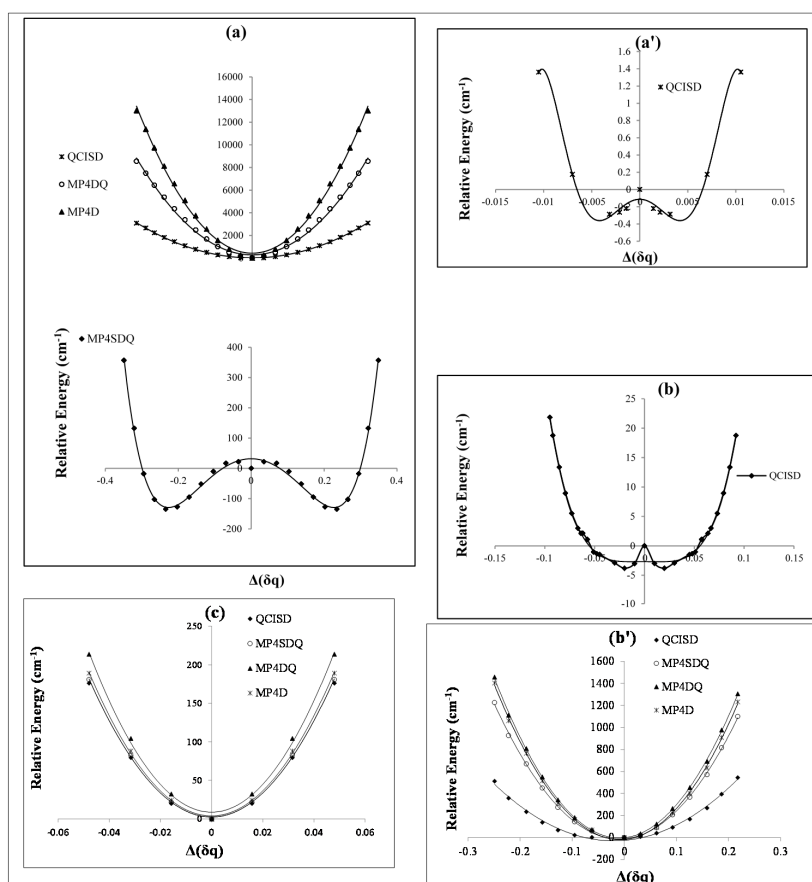 (a)
16000
14000
12000
10000
8000
6000
4000
2000
QCISD
MP4DQ
MP4D
MP4SDQ
Relative Energy (cm⁻¹)
400
300
200
100
0
-100
-200
-0.4 -0.2 0 0.2 0.4
Δ(δq)
(a')
1.6
1.4
1.2
1
0.8
0.6
0.4
0.2
0
-0.2
-0.4
-0.6
QCISD
Relative Energy (cm⁻¹)
-0.015 -0.01 -0.005 0 0.005 0.01 0.015
Δ(δq)
(b)
25
20
15
10
5
0
-5
-10
QCISD
Relative Energy (cm⁻¹)
-0.15 -0.1 -0.05 0 0.05 0.1 0.15
(c)
250
200
150
100
50
0
QCISD
MP4SDQ
MP4DQ
MP4D
Relative Energy (cm⁻¹)
-0.06 -0.04 -0.02 0 0.02 0.04 0.06
Δ(δq)
(b')
1600
1400
1200
1000
800
600
400
200
0
-200
QCISD
MP4SDQ
MP4DQ
MP4D
Relative Energy (cm⁻¹)
-0.3 -0.2 -0.1 0 0.1 0.2 0.3
Δ(δq)